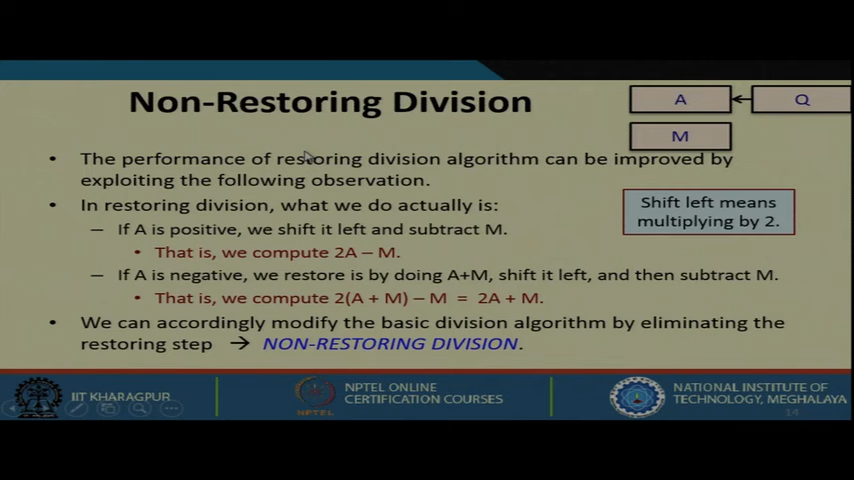 Non-Restoring Division
A
Q
M
• The performance of restoring division algorithm can be improved by
exploiting the following observation.
• In restoring division, what we do actually is:
– If A is positive, we shift it left and subtract M.
• That is, we compute 2A – M.
– If A is negative, we restore is by doing A+M, shift it left, and then subtract M.
• That is, we compute 2(A + M) – M = 2A + M.
• We can accordingly modify the basic division algorithm by eliminating the
restoring step → NON-RESTORING DIVISION.
Shift left means
multiplying by 2.
IIT KHARAGPUR
NPTEL
NPTEL ONLINE
CERTIFICATION COURSES
NATIONAL INSTITUTE OF
TECHNOLOGY, MEGHALAYA
14